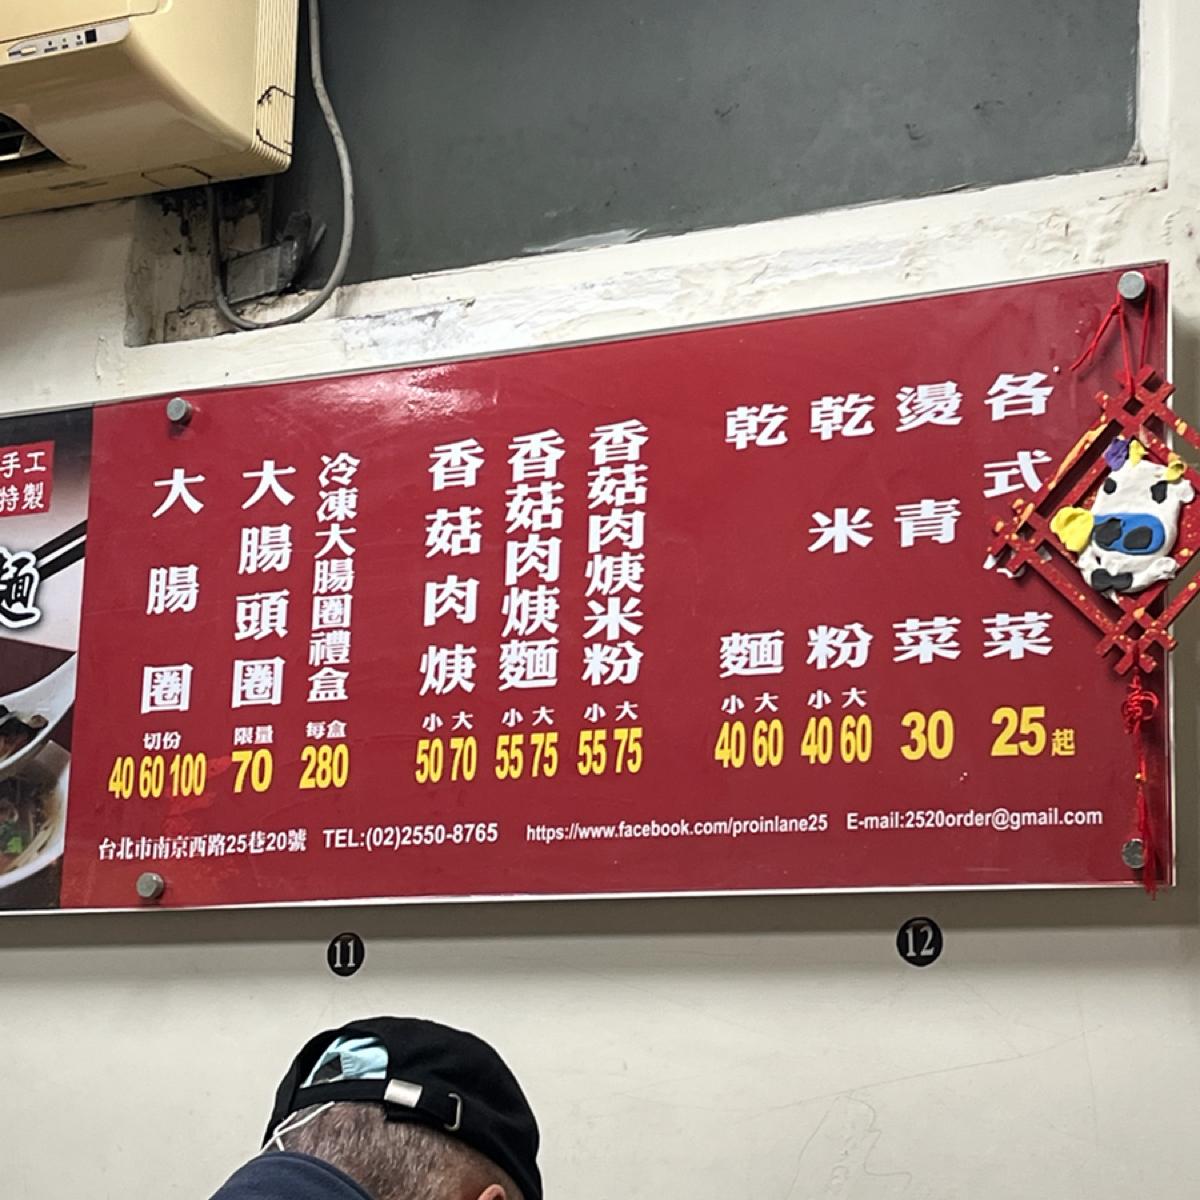 手工
特製
麵
各式菜
25起
燙青菜
30
乾米粉
小 大
40 60
乾麵
小 大
40 60
香菇肉焿米粉
小 大
55 75
香菇肉焿麵
小 大
55 75
香菇肉焿
小 大
50 70
冷凍大腸圈禮盒
每盒
280
大腸頭圈
限量
70
大腸圈
切份
40 60 100
台北市南京西路25巷20號 TEL:(02)2550-8765 https://www.facebook.com/proinlane25 E-mail:2520order@gmail.com
11
12